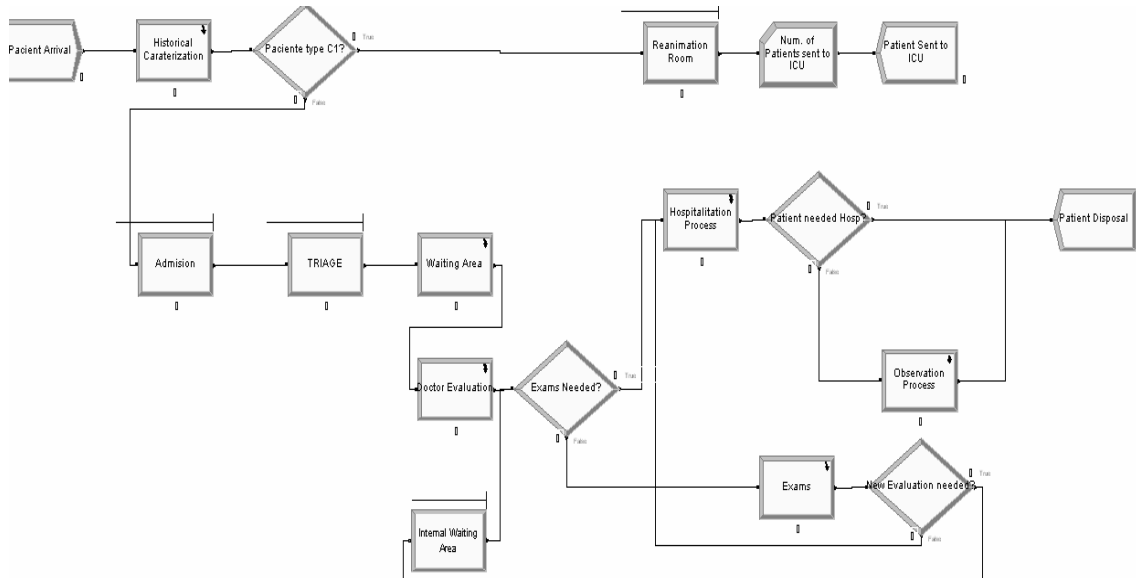 Pacient Arrival
Historical
Caraterization
Paciente type C1?
True
False
Reanimation
Room
Num. of
Patients sent to
ICU
Patient Sent to
ICU
Admision
TRIAGE
Waiting Area
Hospitalitation
Process
Patient needed Hosp?
True
False
Patient Disposal
Doctor Evaluation
Exams Needed?
True
False
Observation
Process
Exams
New Evaluation needed?
True
False
Internal Waiting
Area